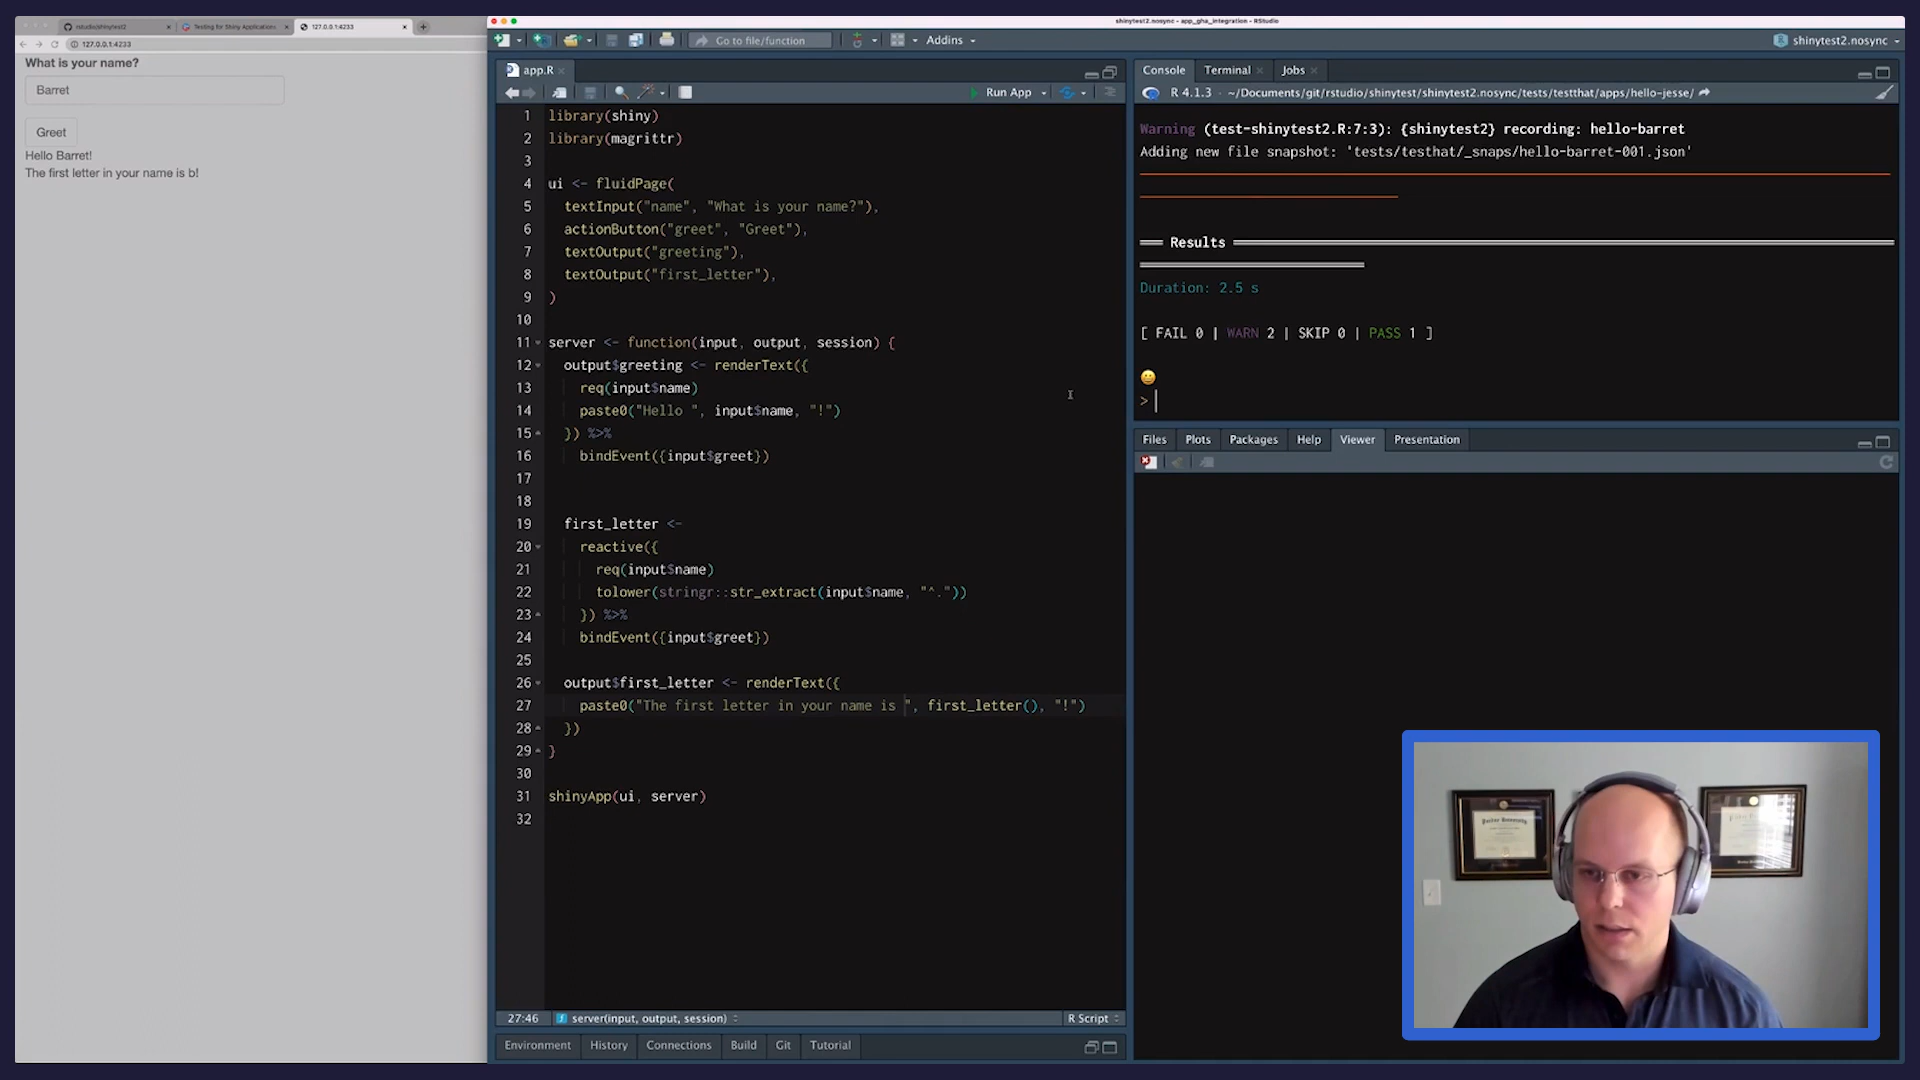 rstudio/shinytest2
Testing for Shiny Applications
127.0.0.1:4233
127.0.0.1:4233
What is your name?
Barret
Greet
Hello Barret!
The first letter in your name is b!
shinytest2.nosync - app_gha_integration - RStudio
Go to file/function
Addins
shinytest2.nosync
app.R
Run App
1 library(shiny)
2 library(magrittr)
3
4 ui <- fluidPage(
5 textInput("name", "What is your name?"),
6 actionButton("greet", "Greet"),
7 textOutput("greeting"),
8 textOutput("first_letter"),
9 )
10
11 server <- function(input, output, session) {
12 output$greeting <- renderText({
13 req(input$name)
14 paste0("Hello ", input$name, "!")
15 }) %>%
16 bindEvent({input$greet})
17
18
19 first_letter <-
20 reactive({
21 req(input$name)
22 tolower(stringr::str_extract(input$name, "^."))
23 }) %>%
24 bindEvent({input$greet})
25
26 output$first_letter <- renderText({
27 paste0("The first letter in your name is ", first_letter(), "!")
28 })
29 }
30
31 shinyApp(ui, server)
32
27:46 server(input, output, session) R Script
Environment History Connections Build Git Tutorial
Console Terminal Jobs
R 4.1.3 · ~/Documents/git/rstudio/shinytest/shinytest2.nosync/tests/testthat/apps/hello-jesse/
Warning (test-shinytest2.R:7:3): {shinytest2} recording: hello-barret
Adding new file snapshot: 'tests/testhat/_snaps/hello-barret-001.json'
══ Results ══
Duration: 2.5 s
[ FAIL 0 | WARN 2 | SKIP 0 | PASS 1 ]
😀
>
Files Plots Packages Help Viewer Presentation
Purdue University